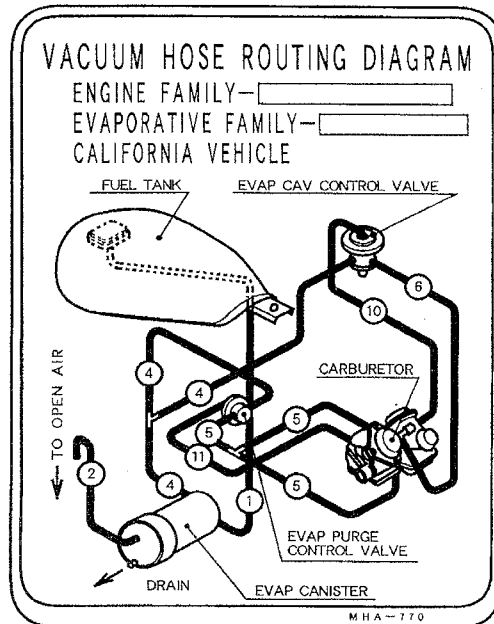 VACUUM HOSE ROUTING DIAGRAM
ENGINE FAMILY-
EVAPORATIVE FAMILY-
CALIFORNIA VEHICLE
FUEL TANK
EVAP CAV CONTROL VALVE
6
10
4
4
CARBURETOR
TO OPEN AIR
5
5
11
2
4
1
5
EVAP PURGE
CONTROL VALVE
DRAIN
EVAP CANISTER
MHA-770